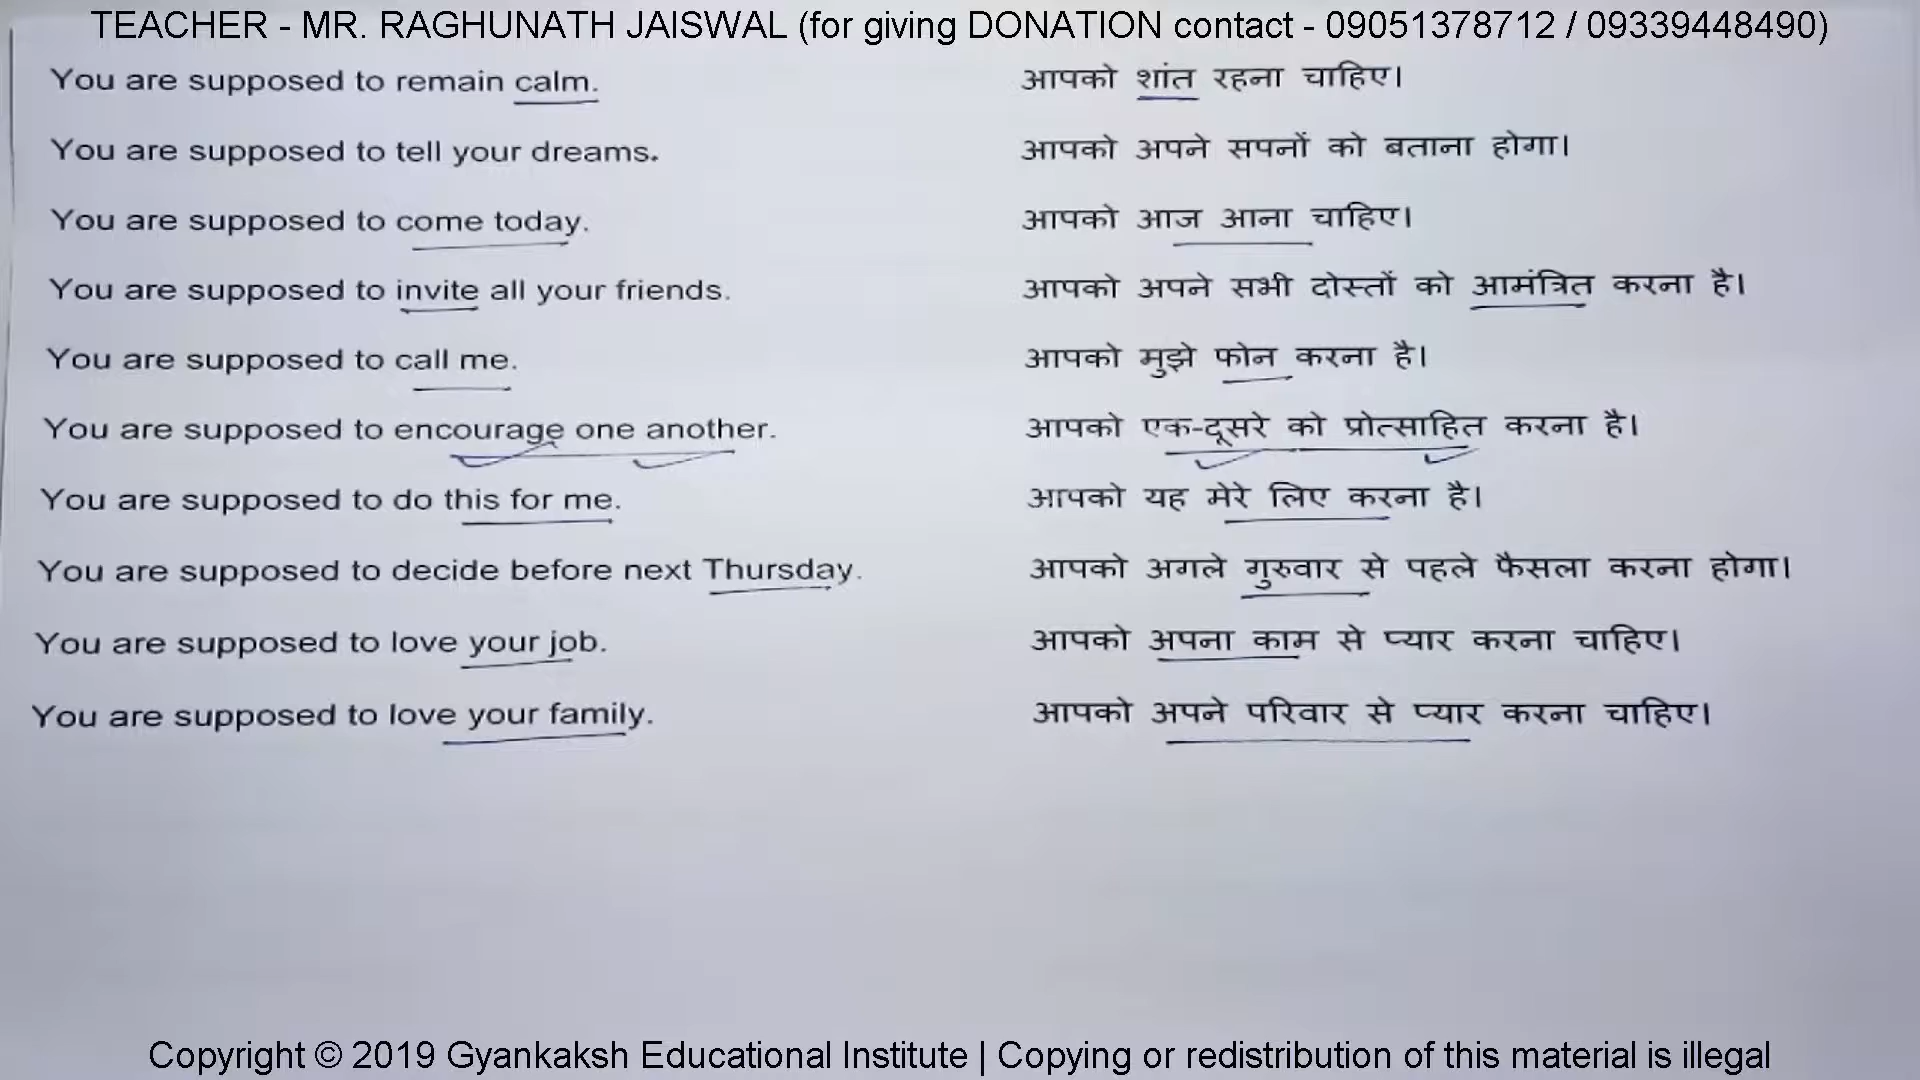 TEACHER - MR. RAGHUNATH JAISWAL (for giving DONATION contact - 09051378712 / 09339448490)
You are supposed to remain calm. आपको शांत रहना चाहिए।
You are supposed to tell your dreams. आपको अपने सपनों को बताना होगा।
You are supposed to come today. आपको आज आना चाहिए।
You are supposed to invite all your friends. आपको अपने सभी दोस्तों को आमंत्रित करना है।
You are supposed to call me. आपको मुझे फोन करना है।
You are supposed to encourage one another. आपको एक-दूसरे को प्रोत्साहित करना है।
You are supposed to do this for me. आपको यह मेरे लिए करना है।
You are supposed to decide before next Thursday. आपको अगले गुरुवार से पहले फैसला करना होगा।
You are supposed to love your job. आपको अपना काम से प्यार करना चाहिए।
You are supposed to love your family. आपको अपने परिवार से प्यार करना चाहिए।
Copyright © 2019 Gyankaksh Educational Institute | Copying or redistribution of this material is illegal